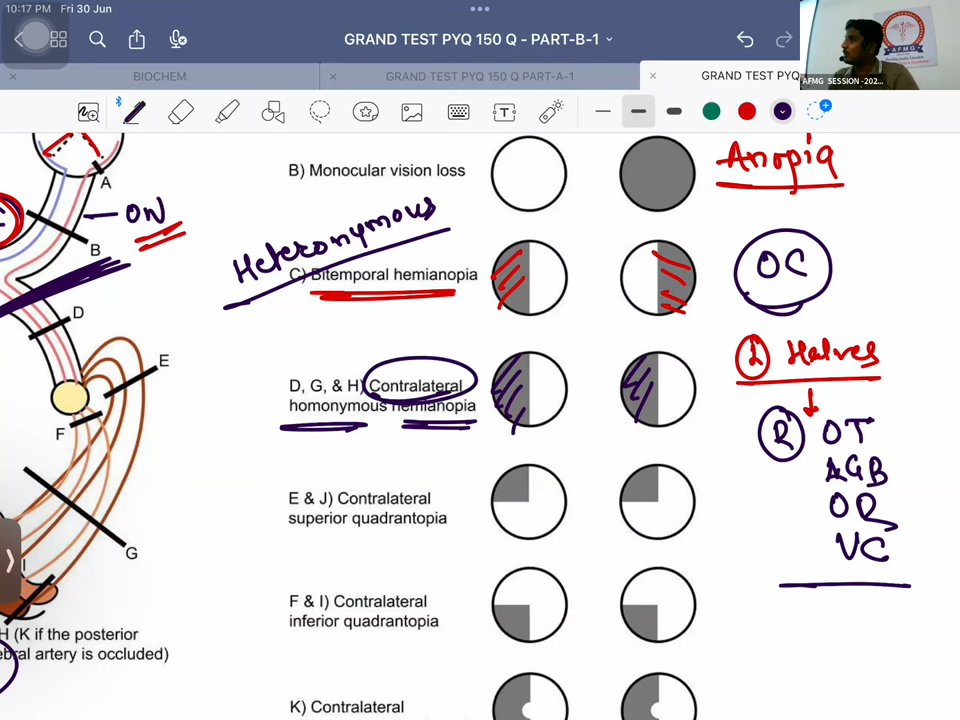 10:17 PM Fri 30 Jun
GRAND TEST PYQ 150 Q - PART-B-1
BIOCHEM
GRAND TEST PYQ 150 Q PART-A-1
GRAND TEST PYQ
AFMG
AFMG SESSION -202...
T
B) Monocular vision loss
Anopia
A
ON
B
Heteronymous
C) Bitemporal hemianopia
OC
D
E
L Halves
D, G, & H) Contralateral
homonymous hemianopia
F
R OT
LGB
OR
VC
E & J) Contralateral
superior quadrantopia
G
I
F & I) Contralateral
inferior quadrantopia
H (K if the posterior
ebral artery is occluded)
K) Contralateral